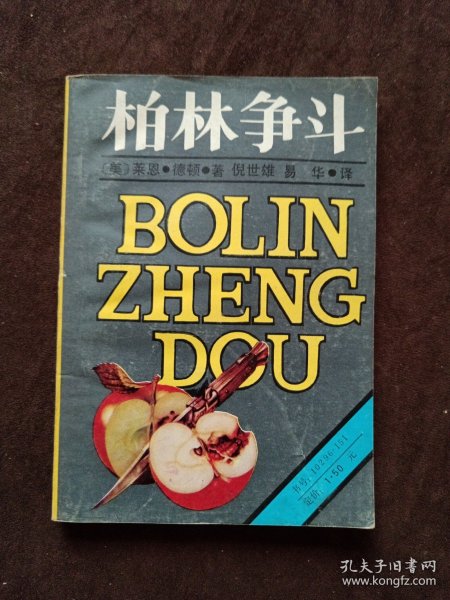 柏林争斗
〔美〕莱恩●德顿●著 倪世雄 易 华●译
BOLIN
ZHENG
DOU
书号：10296·151
定价：1·50 元
孔夫子旧书网
www.kongfz.com